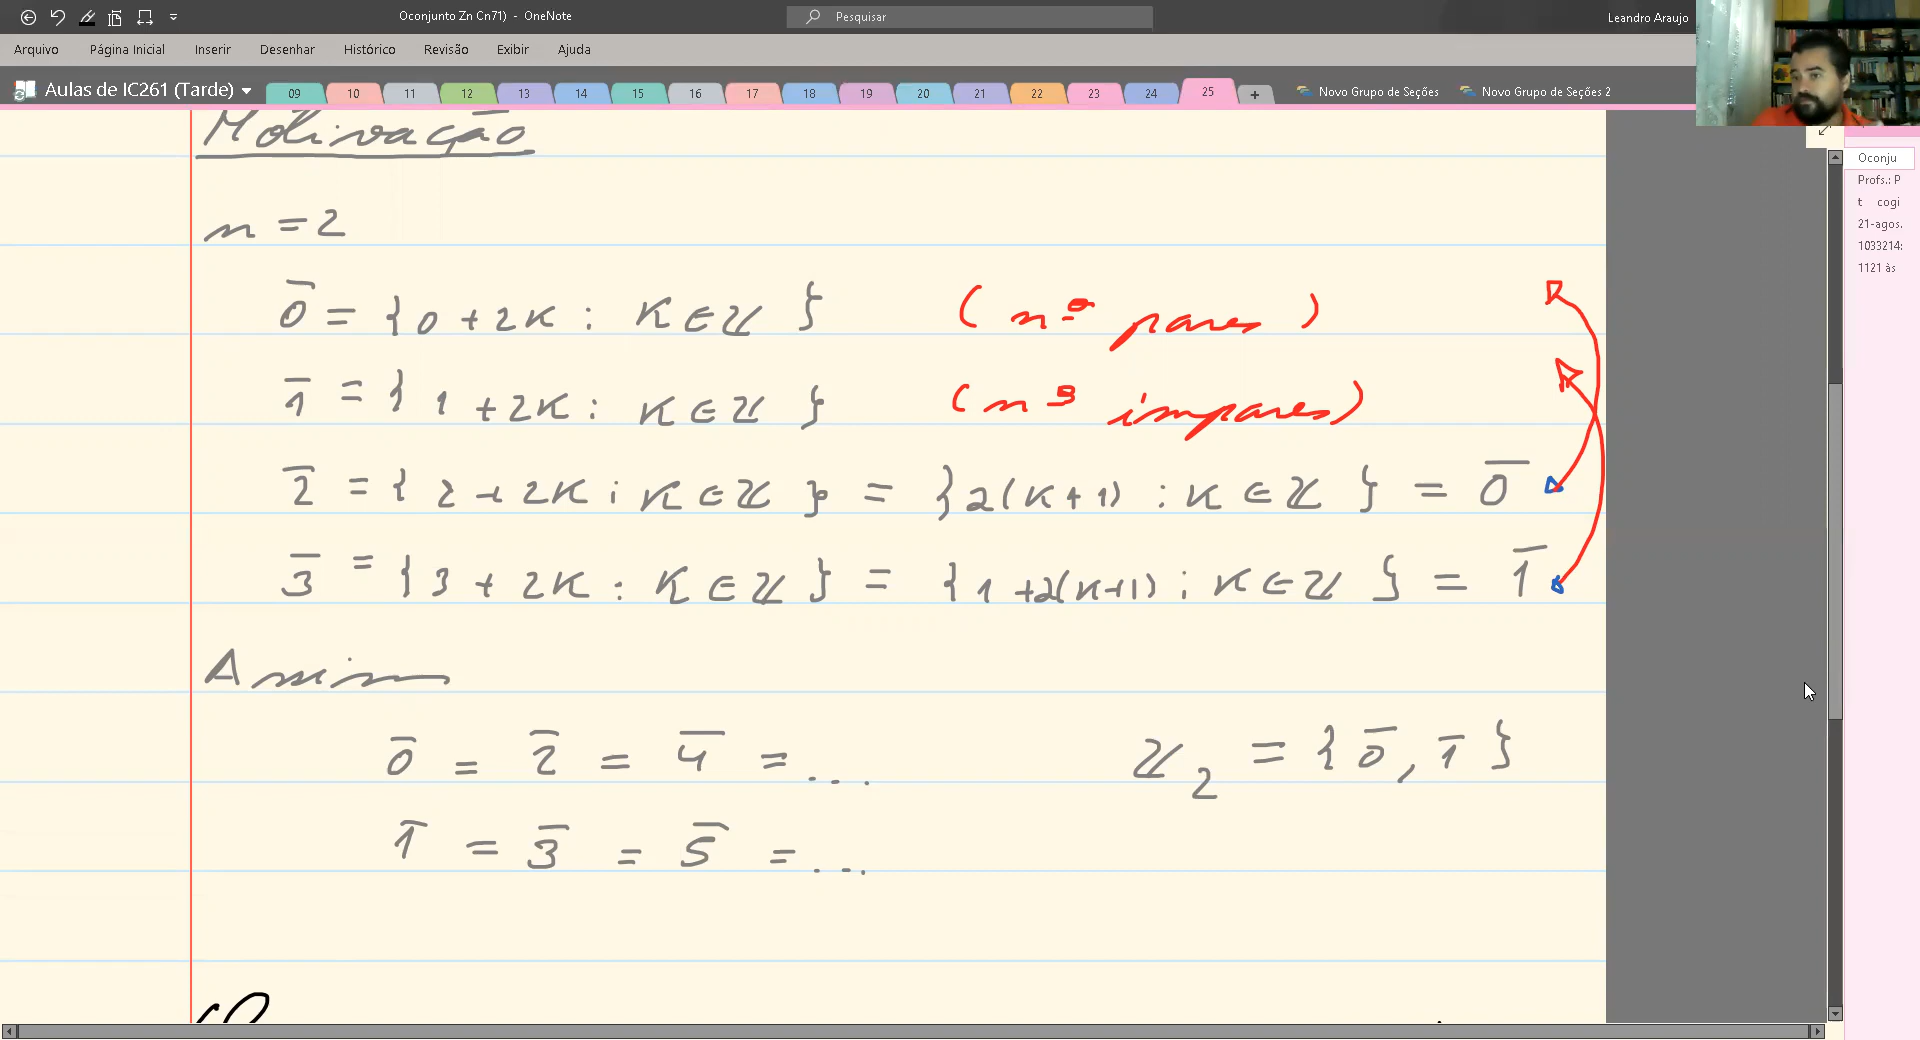 Oconjunto Zn Cn71) - OneNote
Pesquisar
Leandro Araujo
Arquivo Página Inicial Inserir Desenhar Histórico Revisão Exibir Ajuda
Aulas de IC261 (Tarde) 09 10 11 12 13 14 15 16 17 18 19 20 21 22 23 24 25 + Novo Grupo de Seções Novo Grupo de Seções 2
Oconju
Profs.: P
t cogi
21-agos.
1033214:
1121 às
Motivação
n = 2
0̅ = {0 + 2K : K ∈ ℤ} (nº pares)
1̅ = {1 + 2K : K ∈ ℤ} (nº impares)
2̅ = {2 + 2K : K ∈ ℤ} = {2(K+1) : K ∈ ℤ} = 0̅
3̅ = {3 + 2K : K ∈ ℤ} = {1 + 2(K+1) : K ∈ ℤ} = 1̅
Assim
0̅ = 2̅ = 4̅ = ... ℤ₂ = {0̅, 1̅}
1̅ = 3̅ = 5̅ = ...